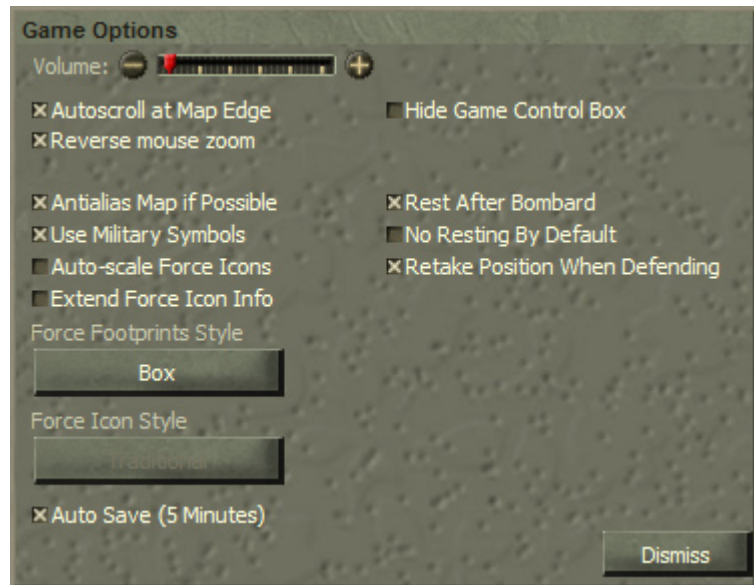 Game Options
Volume:
Autoscroll at Map Edge
Hide Game Control Box
Reverse mouse zoom
Antialias Map if Possible
Rest After Bombard
Use Military Symbols
No Resting By Default
Auto-scale Force Icons
Retake Position When Defending
Extend Force Icon Info
Force Footprints Style
Box
Force Icon Style
Traditional
Auto Save (5 Minutes)
Dismiss